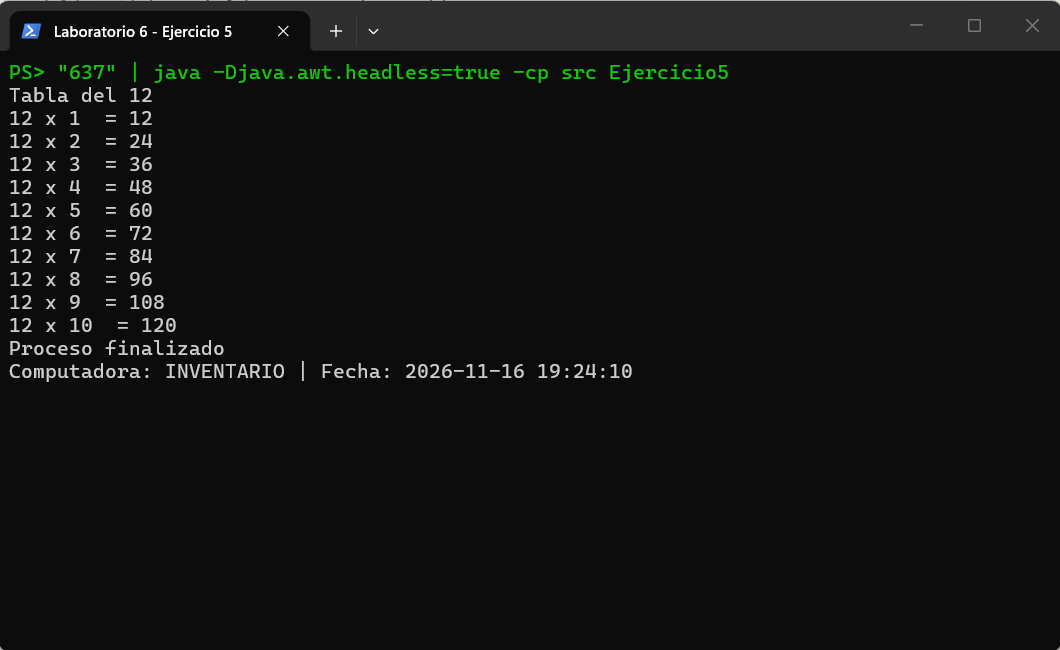 Laboratorio 6 - Ejercicio 5
PS> "637" | java -Djava.awt.headless=true -cp src Ejercicio5
Tabla del 12
12 x 1  = 12
12 x 2  = 24
12 x 3  = 36
12 x 4  = 48
12 x 5  = 60
12 x 6  = 72
12 x 7  = 84
12 x 8  = 96
12 x 9  = 108
12 x 10  = 120
Proceso finalizado
Computadora: INVENTARIO | Fecha: 2026-11-16 19:24:10